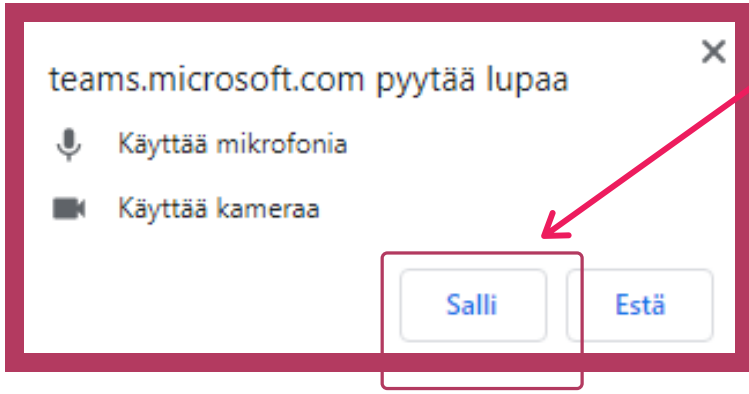 teams.microsoft.com pyytää lupaa
Käyttää mikrofonia
Käyttää kameraa
Salli
Estä